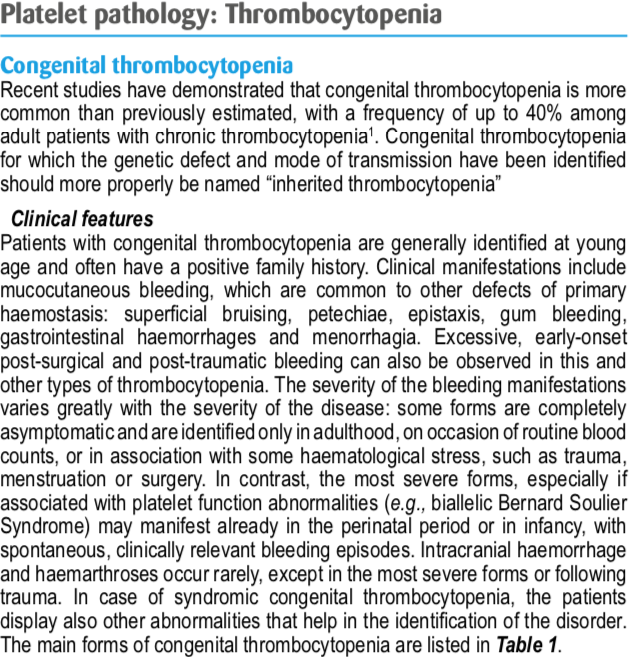 Platelet pathology: Thrombocytopenia
Congenital thrombocytopenia
Recent studies have demonstrated that congenital thrombocytopenia is more
common than previously estimated, with a frequency of up to 40% among
adult patients with chronic thrombocytopenia¹. Congenital thrombocytopenia
for which the genetic defect and mode of transmission have been identified
should more properly be named “inherited thrombocytopenia”
Clinical features
Patients with congenital thrombocytopenia are generally identified at young
age and often have a positive family history. Clinical manifestations include
mucocutaneous bleeding, which are common to other defects of primary
haemostasis: superficial bruising, petechiae, epistaxis, gum bleeding,
gastrointestinal haemorrhages and menorrhagia. Excessive, early-onset
post-surgical and post-traumatic bleeding can also be observed in this and
other types of thrombocytopenia. The severity of the bleeding manifestations
varies greatly with the severity of the disease: some forms are completely
asymptomatic and are identified only in adulthood, on occasion of routine blood
counts, or in association with some haematological stress, such as trauma,
menstruation or surgery. In contrast, the most severe forms, especially if
associated with platelet function abnormalities (e.g., biallelic Bernard Soulier
Syndrome) may manifest already in the perinatal period or in infancy, with
spontaneous, clinically relevant bleeding episodes. Intracranial haemorrhage
and haemarthroses occur rarely, except in the most severe forms or following
trauma. In case of syndromic congenital thrombocytopenia, the patients
display also other abnormalities that help in the identification of the disorder.
The main forms of congenital thrombocytopenia are listed in Table 1.